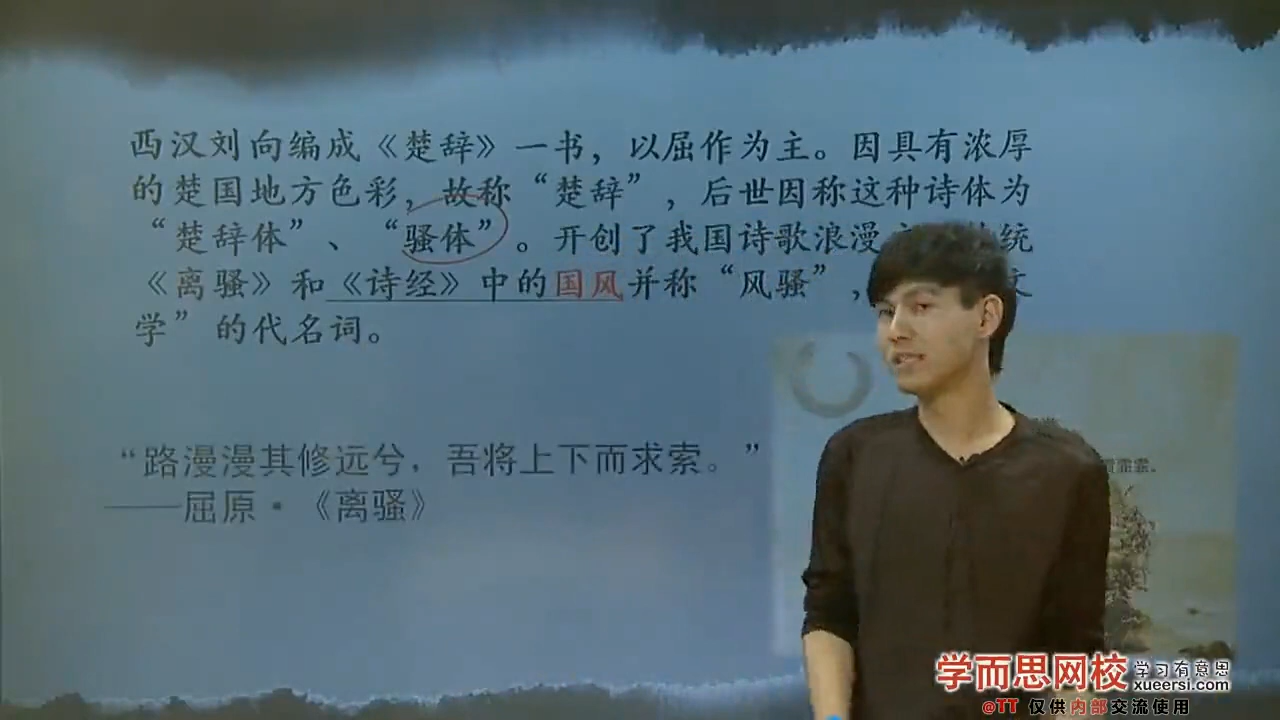 西汉刘向编成《楚辞》一书，以屈作为主。因具有浓厚
的楚国地方色彩，故称“楚辞”，后世因称这种诗体为
“楚辞体”、“骚体”。开创了我国诗歌浪漫 统
《离骚》和《诗经》中的国风并称“风骚”， 文
学”的代名词。
“路漫漫其修远兮，吾将上下而求索。”
——屈原·《离骚》
学而思网校
学习有意思
xueersi.com
@TT 仅供内部交流使用